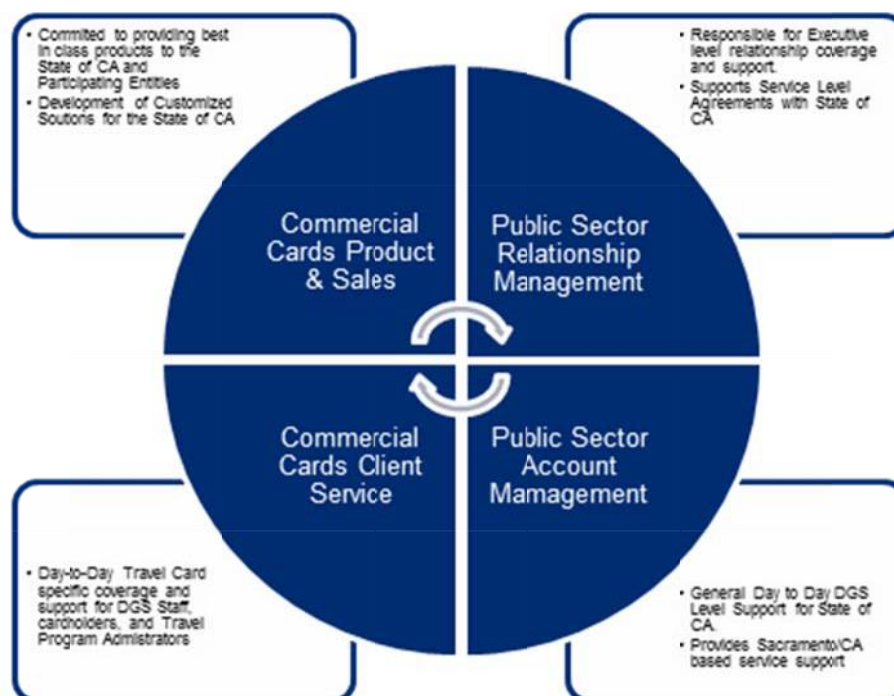 • Commited to providing best
in class products to the
State of CA and
Participating Entities
• Development of Customized
Soutions for the State of CA
• Responsible for Executive
level relationship coverage
and support.
• Supports Service Level
Agreements with State of
CA
Commercial
Cards Product
& Sales
Public Sector
Relationship
Management
Commercial
Cards Client
Service
Public Sector
Account
Mamagement
• Day-to-Day Travel Card
specific coverage and
support for DGS Staff,
cardholders, and Travel
Program Admistrators
• General Day to Day DGS
Level Support for State of
CA.
• Provides Sacramento/CA
based service support